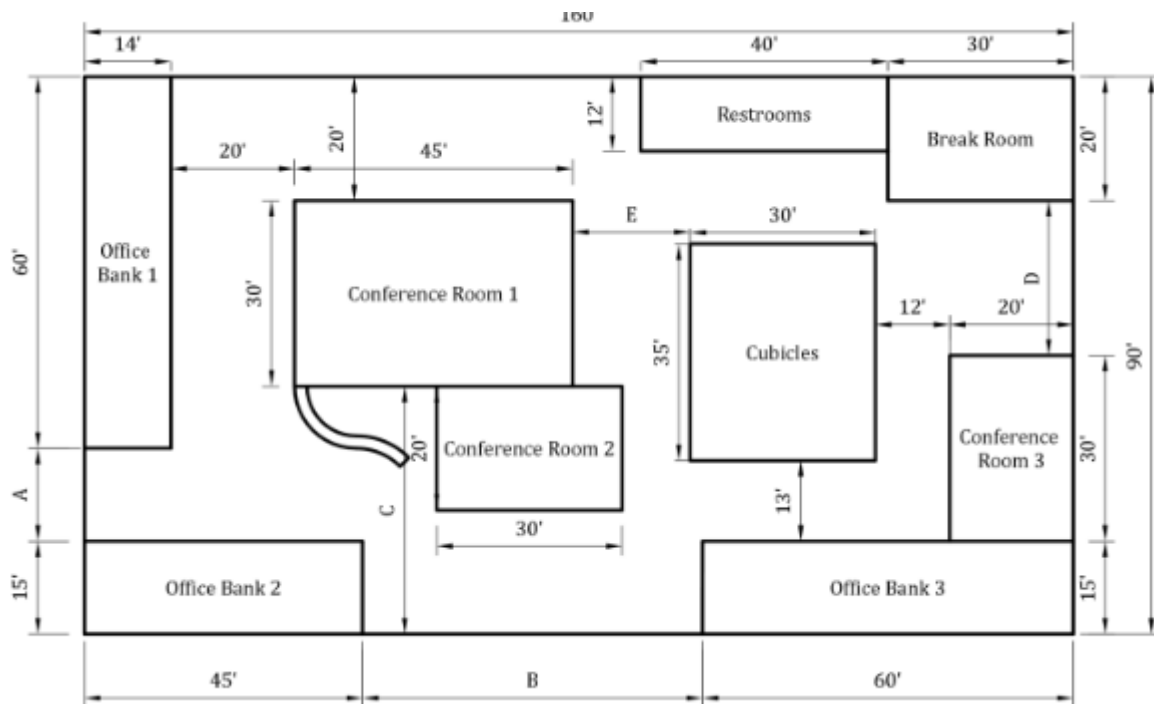 160'
14'
40'
30'
Restrooms
12'
20'
Break Room
20'
20'
45'
E
30'
60'
Office
Bank 1
30'
Conference Room 1
D
12'
20'
35'
Cubicles
90'
20'
Conference Room 2
Conference
Room 3
30'
A
C
13'
30'
15'
Office Bank 2
Office Bank 3
15'
45'
B
60'